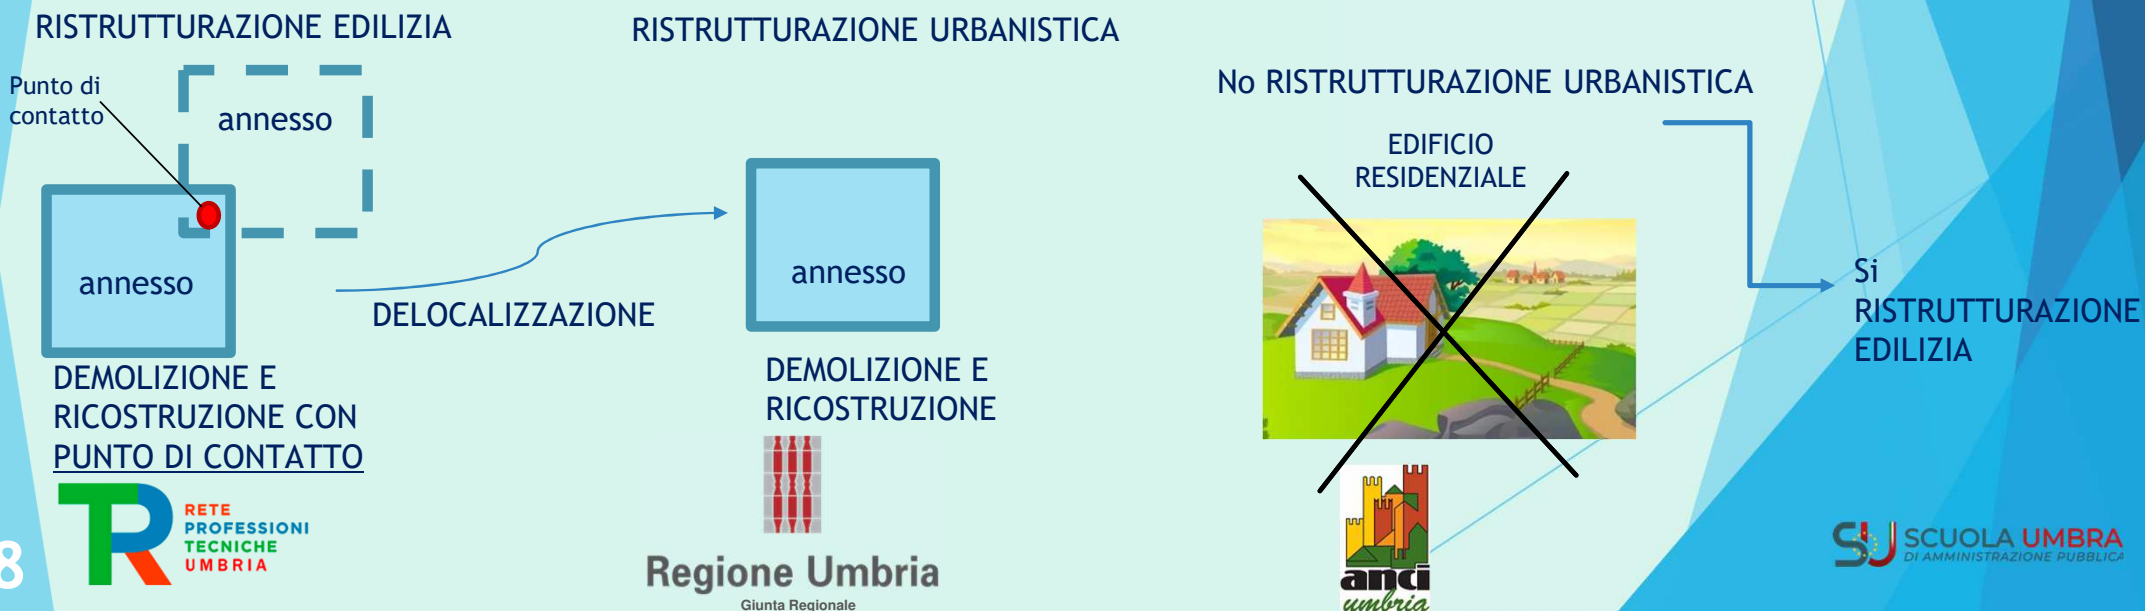 RISTRUTTURAZIONE EDILIZIA
Punto di
contatto
annesso
annesso
DEMOLIZIONE E
RICOSTRUZIONE CON
PUNTO DI CONTATTO
DELOCALIZZAZIONE
RISTRUTTURAZIONE URBANISTICA
annesso
DEMOLIZIONE E
RICOSTRUZIONE
No RISTRUTTURAZIONE URBANISTICA
EDIFICIO
RESIDENZIALE
Si
RISTRUTTURAZIONE
EDILIZIA
8
TR
RETE
PROFESSIONI
TECNICHE
UMBRIA
Regione Umbria
Giunta Regionale
anci
umbria
SU
SCUOLA UMBRA
DI AMMINISTRAZIONE PUBBLICA